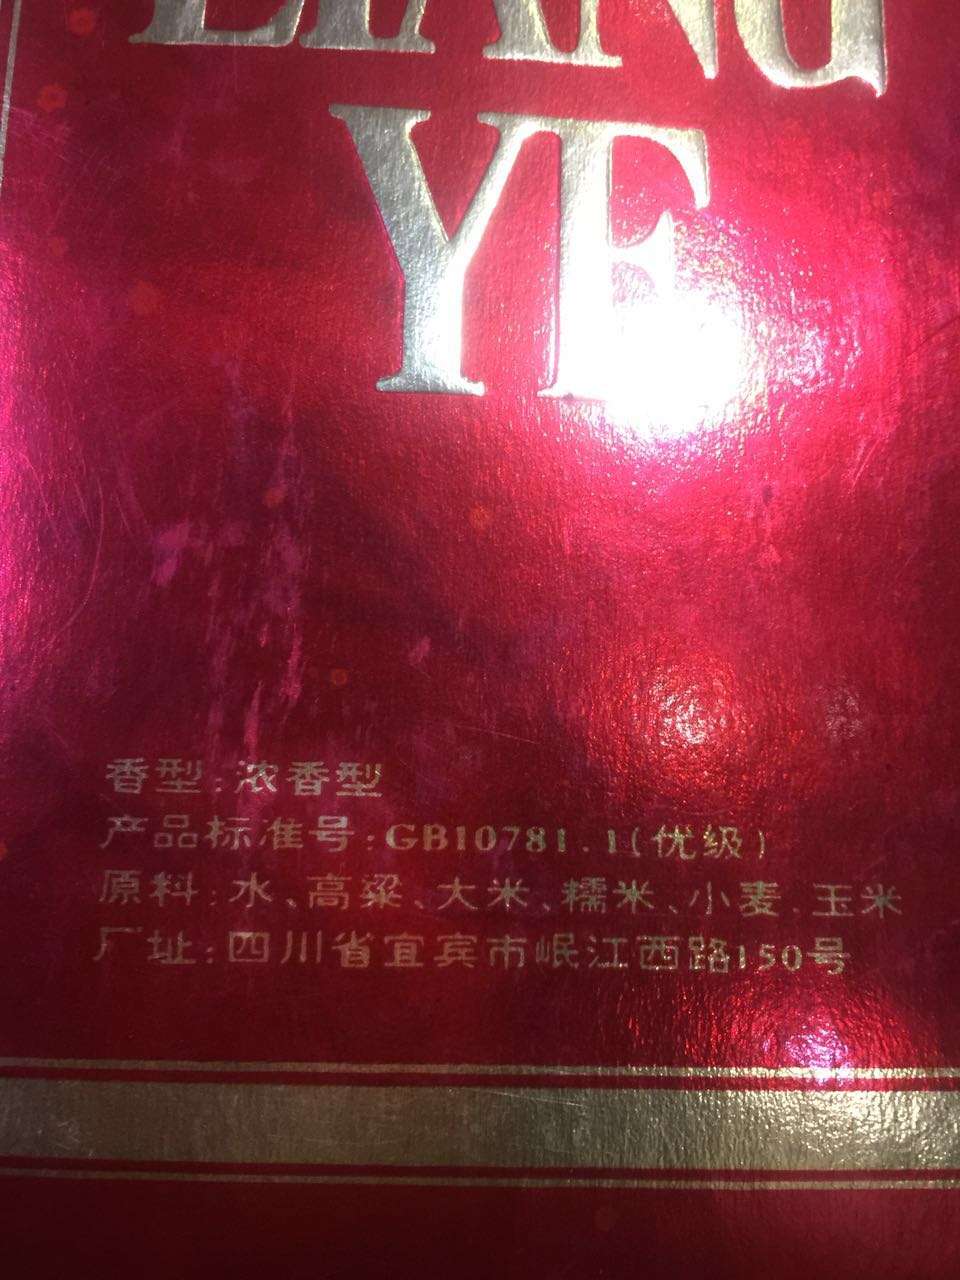 LIANG
YE
香型:浓香型
产品标准号:GB10781.1(优级)
原料:水、高粱、大米、糯米、小麦、玉米
厂址:四川省宜宾市岷江西路150号